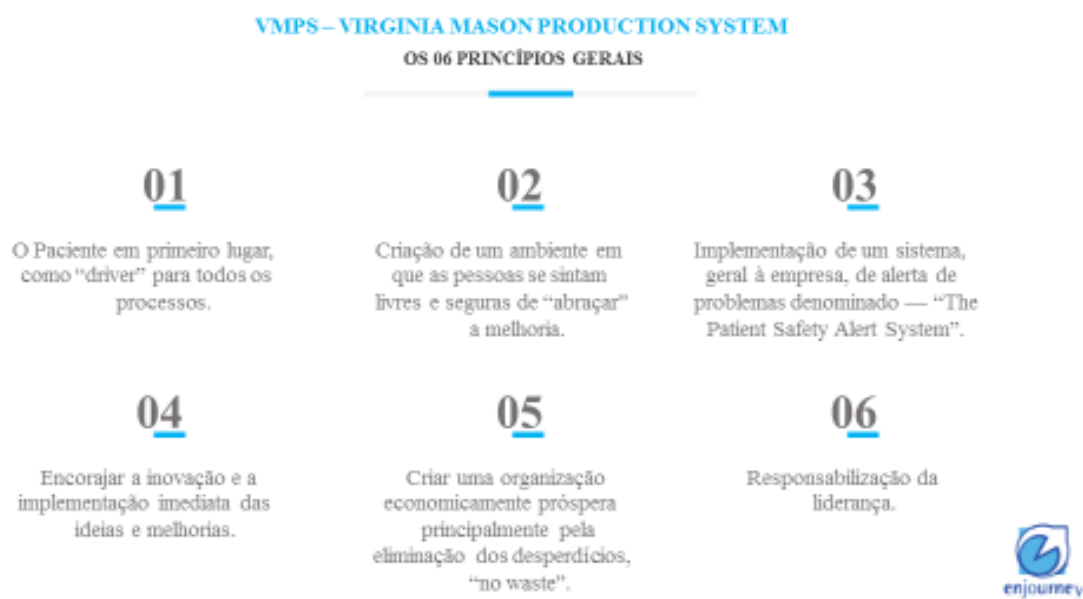 VMPS – VIRGINIA MASON PRODUCTION SYSTEM
OS 06 PRINCÍPIOS GERAIS
01
O Paciente em primeiro lugar,
como “driver” para todos os
processos.
02
Criação de um ambiente em
que as pessoas se sintam
livres e seguras de “abraçar”
a melhoria.
03
Implementação de um sistema,
geral à empresa, de alerta de
problemas denominado — “The
Patient Safety Alert System”.
04
Encorajar a inovação e a
implementação imediata das
ideias e melhorias.
05
Criar uma organização
economicamente próspera
principalmente pela
eliminação dos desperdícios,
“no waste”.
06
Responsabilização da
liderança.
enjourney